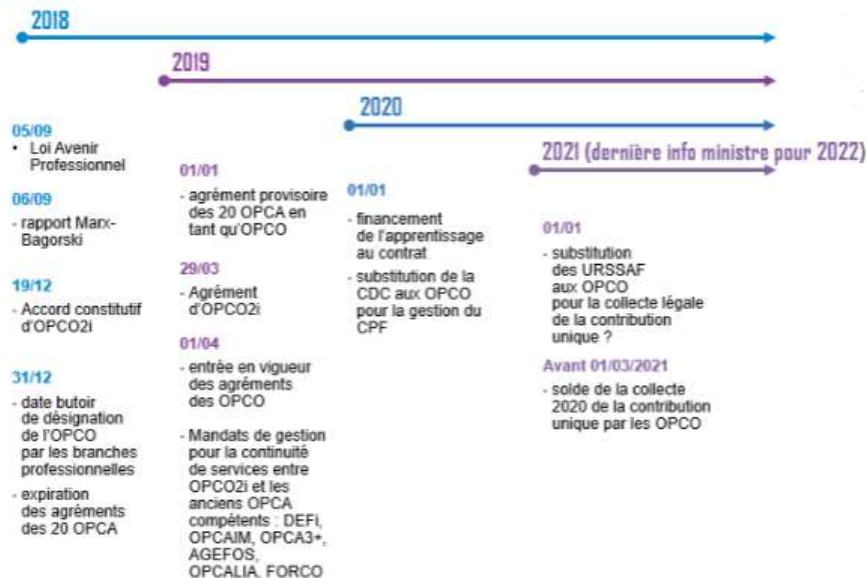 2018
2019
2020
2021 (dernière info ministre pour 2022)
05/09
• Loi Avenir
Professionnel
06/09
- rapport Marx-
Bagorski
19/12
- Accord constitutif
d'OPCO2i
31/12
- date butoir
de désignation
de l'OPCO
par les branches
professionnelles
- expiration
des agréments
des 20 OPCA
01/01
- agrément provisoire
des 20 OPCA en
tant qu'OPCO
29/03
- Agrément
d'OPCO2i
01/04
- entrée en vigueur
des agréments
des OPCO
- Mandats de gestion
pour la continuité
de services entre
OPCO2i et les
anciens OPCA
compétents : DEFi,
OPCAIM, OPCA3+,
AGEFOS,
OPCALIA, FORCO
01/01
- financement
de l'apprentissage
au contrat
- substitution de la
CDC aux OPCO
pour la gestion du
CPF
01/01
- substitution
des URSSAF
aux OPCO
pour la collecte légale
de la contribution
unique ?
Avant 01/03/2021
- solde de la collecte
2020 de la contribution
unique par les OPCO